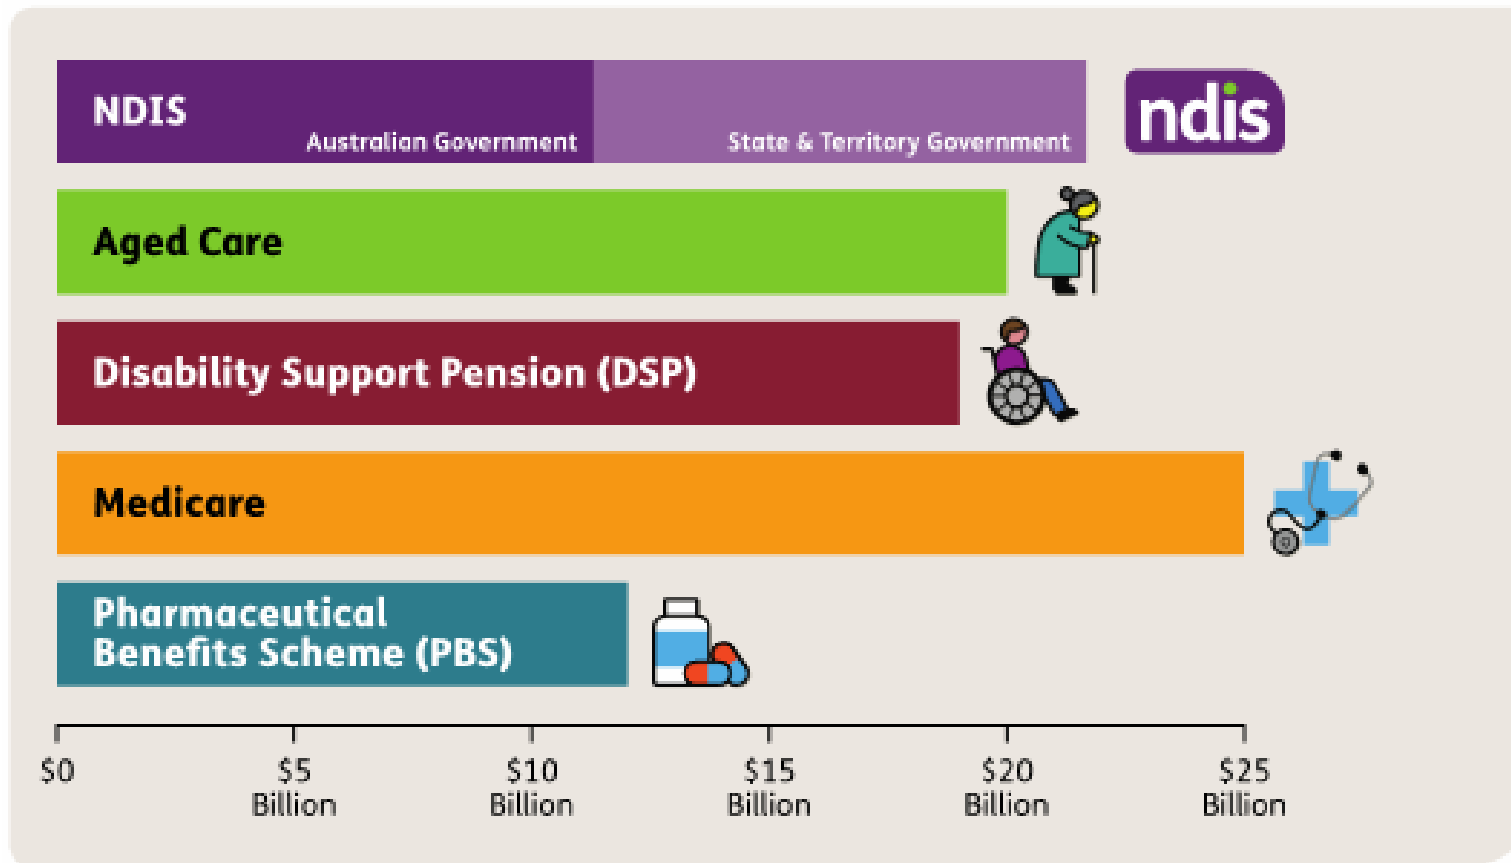 NDIS
Australian Government
State & Territory Government
ndis
Aged Care
Disability Support Pension (DSP)
Medicare
Pharmaceutical
Benefits Scheme (PBS)
$0
$5
Billion
$10
Billion
$15
Billion
$20
Billion
$25
Billion